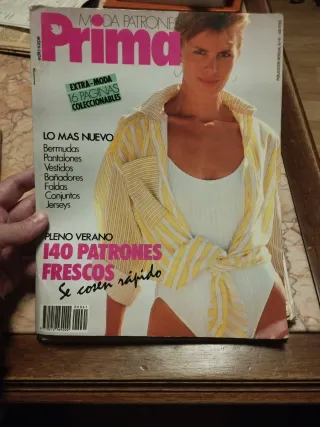 MODA PATRONES
Prima
EXTRA-MODA
16 PAGINAS
COLECCIONABLES
LO MAS NUEVO
Bermudas
Pantalones
Vestidos
Bañadores
Faldas
Conjuntos
Jerseys
PLENO VERANO
140 PATRONES
FRESCOS
Se cosen rápido